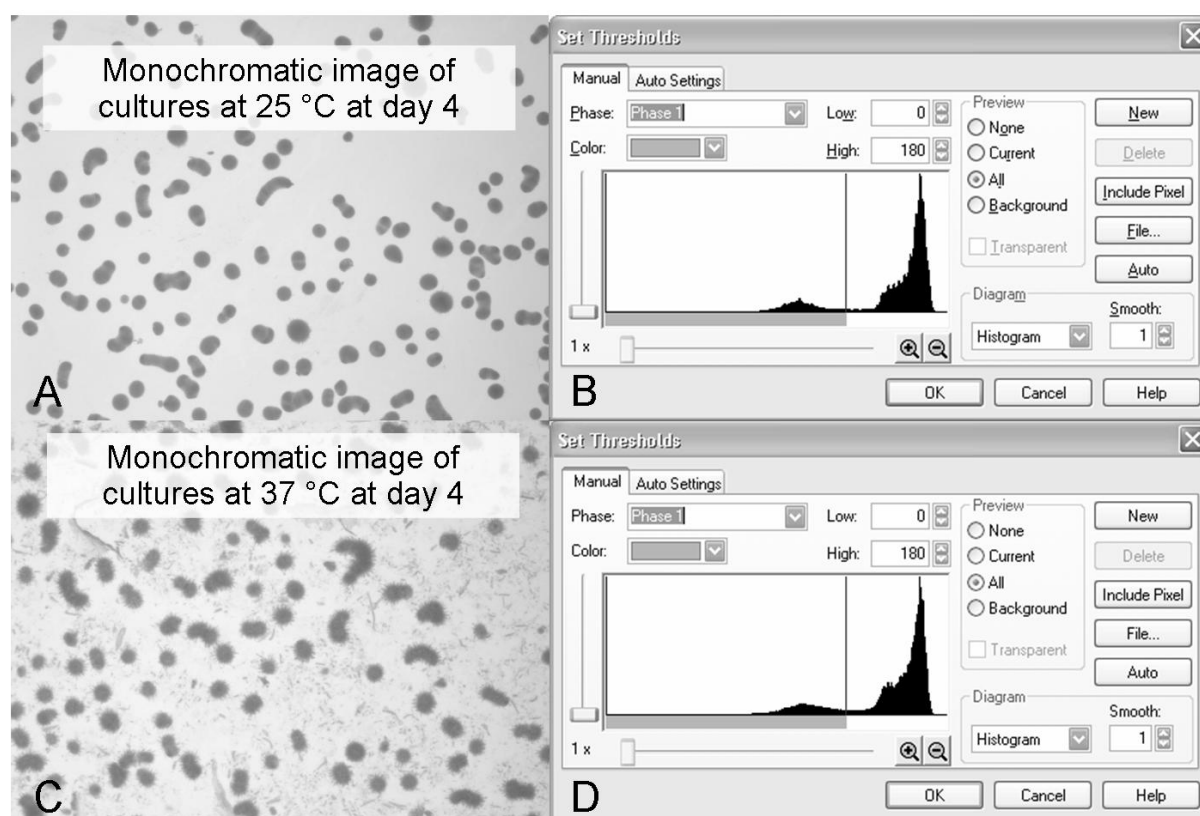 Monochromatic image of
cultures at 25 °C at day 4
A
Set Thresholds
Manual Auto Settings
Phase: Phase 1 Low: 0
Color: High: 180
Preview
None
Current
All
Background
Transparent
New
Delete
Include Pixel
File...
Auto
Diagram
Histogram
Smooth:
1
1 x
B
OK Cancel Help
Monochromatic image of
cultures at 37 °C at day 4
C
Set Thresholds
Manual Auto Settings
Phase: Phase 1 Low: 0
Color: High: 180
Preview
None
Current
All
Background
Transparent
New
Delete
Include Pixel
File...
Auto
Diagram
Histogram
Smooth:
1
1 x
D
OK Cancel Help